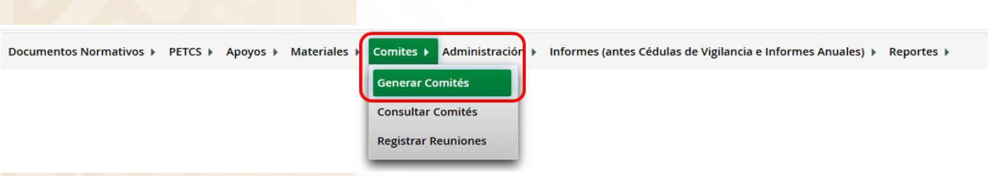 Documentos Normativos PETCS Apoyos Materiales Comites Administración Informes (antes Cédulas de Vigilancia e Informes Anuales) Reportes
Generar Comités
Consultar Comités
Registrar Reuniones